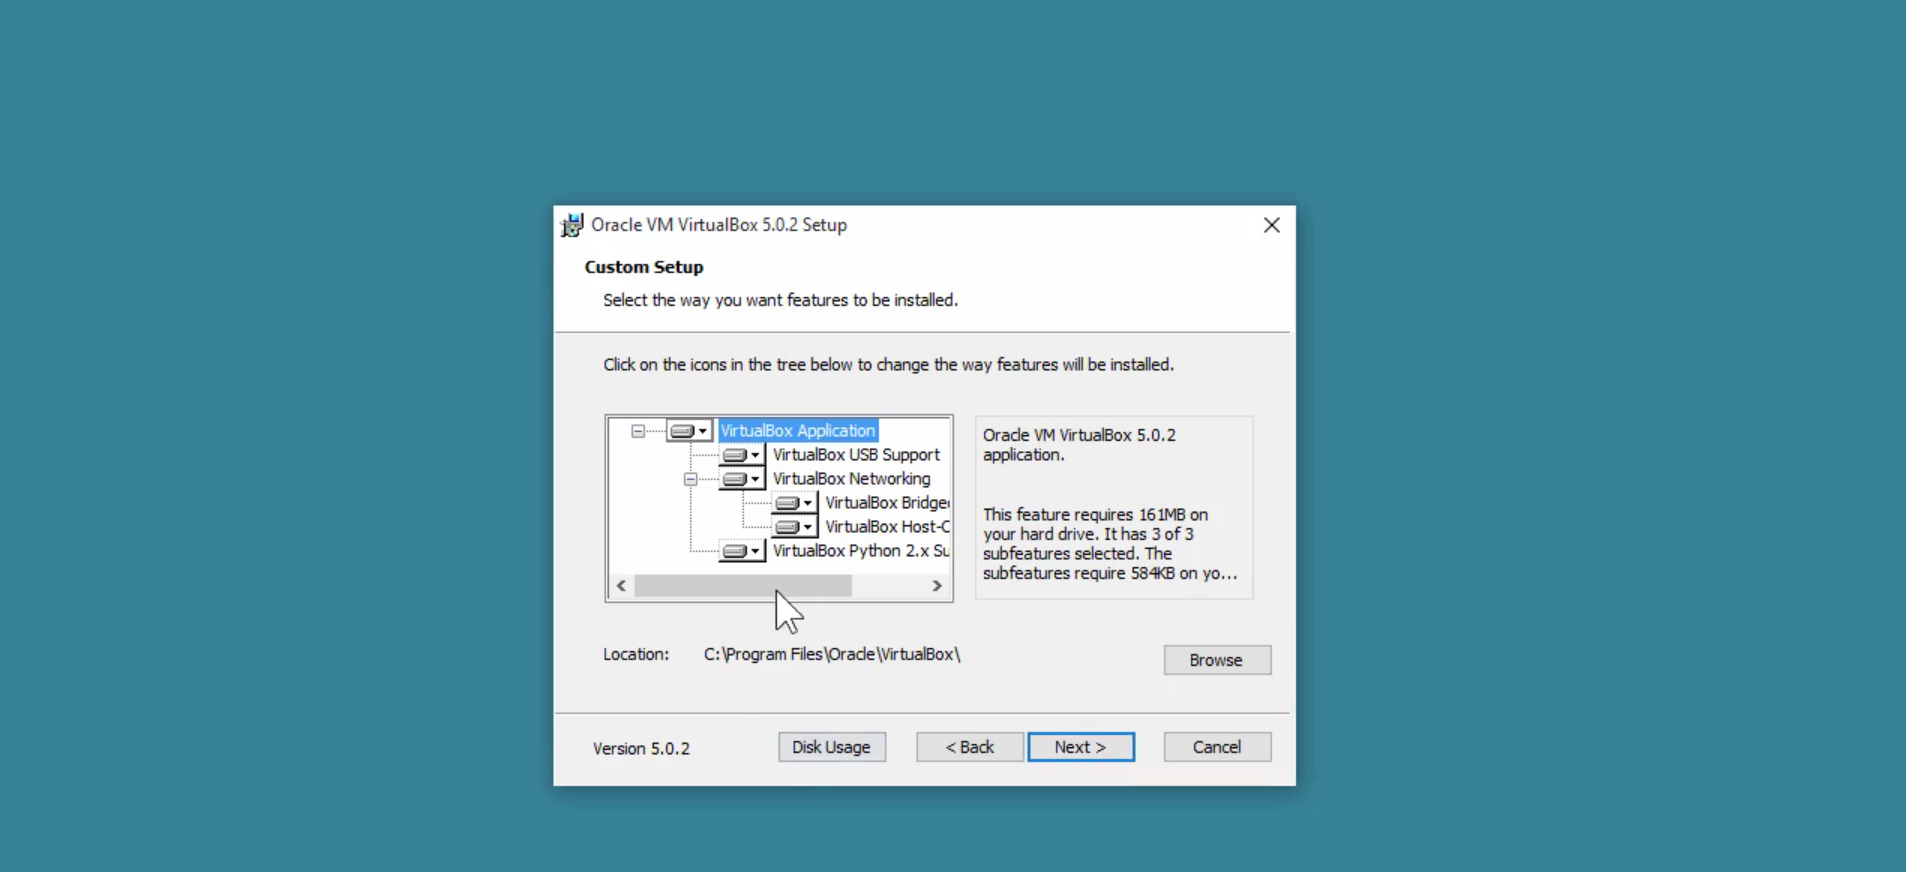 Oracle VM VirtualBox 5.0.2 Setup
Custom Setup
Select the way you want features to be installed.
Click on the icons in the tree below to change the way features will be installed.
VirtualBox Application
VirtualBox USB Support
VirtualBox Networking
VirtualBox Bridge
VirtualBox Host-C
VirtualBox Python 2.x Su
Oracle VM VirtualBox 5.0.2
application.
This feature requires 161MB on
your hard drive. It has 3 of 3
subfeatures selected. The
subfeatures require 584KB on yo...
Location: C:\Program Files\Oracle\VirtualBox\
Browse
Version 5.0.2
Disk Usage
< Back
Next >
Cancel